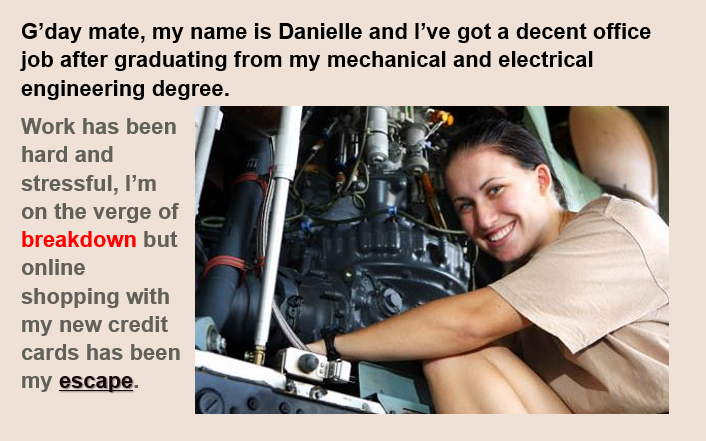 G’day mate, my name is Danielle and I’ve got a decent office
job after graduating from my mechanical and electrical
engineering degree.
Work has been
hard and
stressful, I’m
on the verge of
breakdown but
online
shopping with
my new credit
cards has been
my escape.